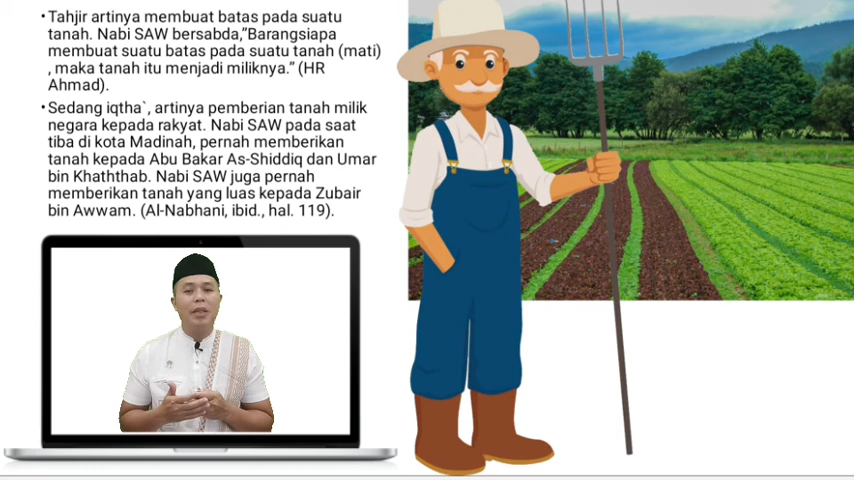 •Tahjir artinya membuat batas pada suatu
tanah. Nabi SAW bersabda,”Barangsiapa
membuat suatu batas pada suatu tanah (mati)
, maka tanah itu menjadi miliknya.” (HR
Ahmad).
•Sedang iqtha`, artinya pemberian tanah milik
negara kepada rakyat. Nabi SAW pada saat
tiba di kota Madinah, pernah memberikan
tanah kepada Abu Bakar As-Shiddiq dan Umar
bin Khaththab. Nabi SAW juga pernah
memberikan tanah yang luas kepada Zubair
bin Awwam. (Al-Nabhani, ibid., hal. 119).